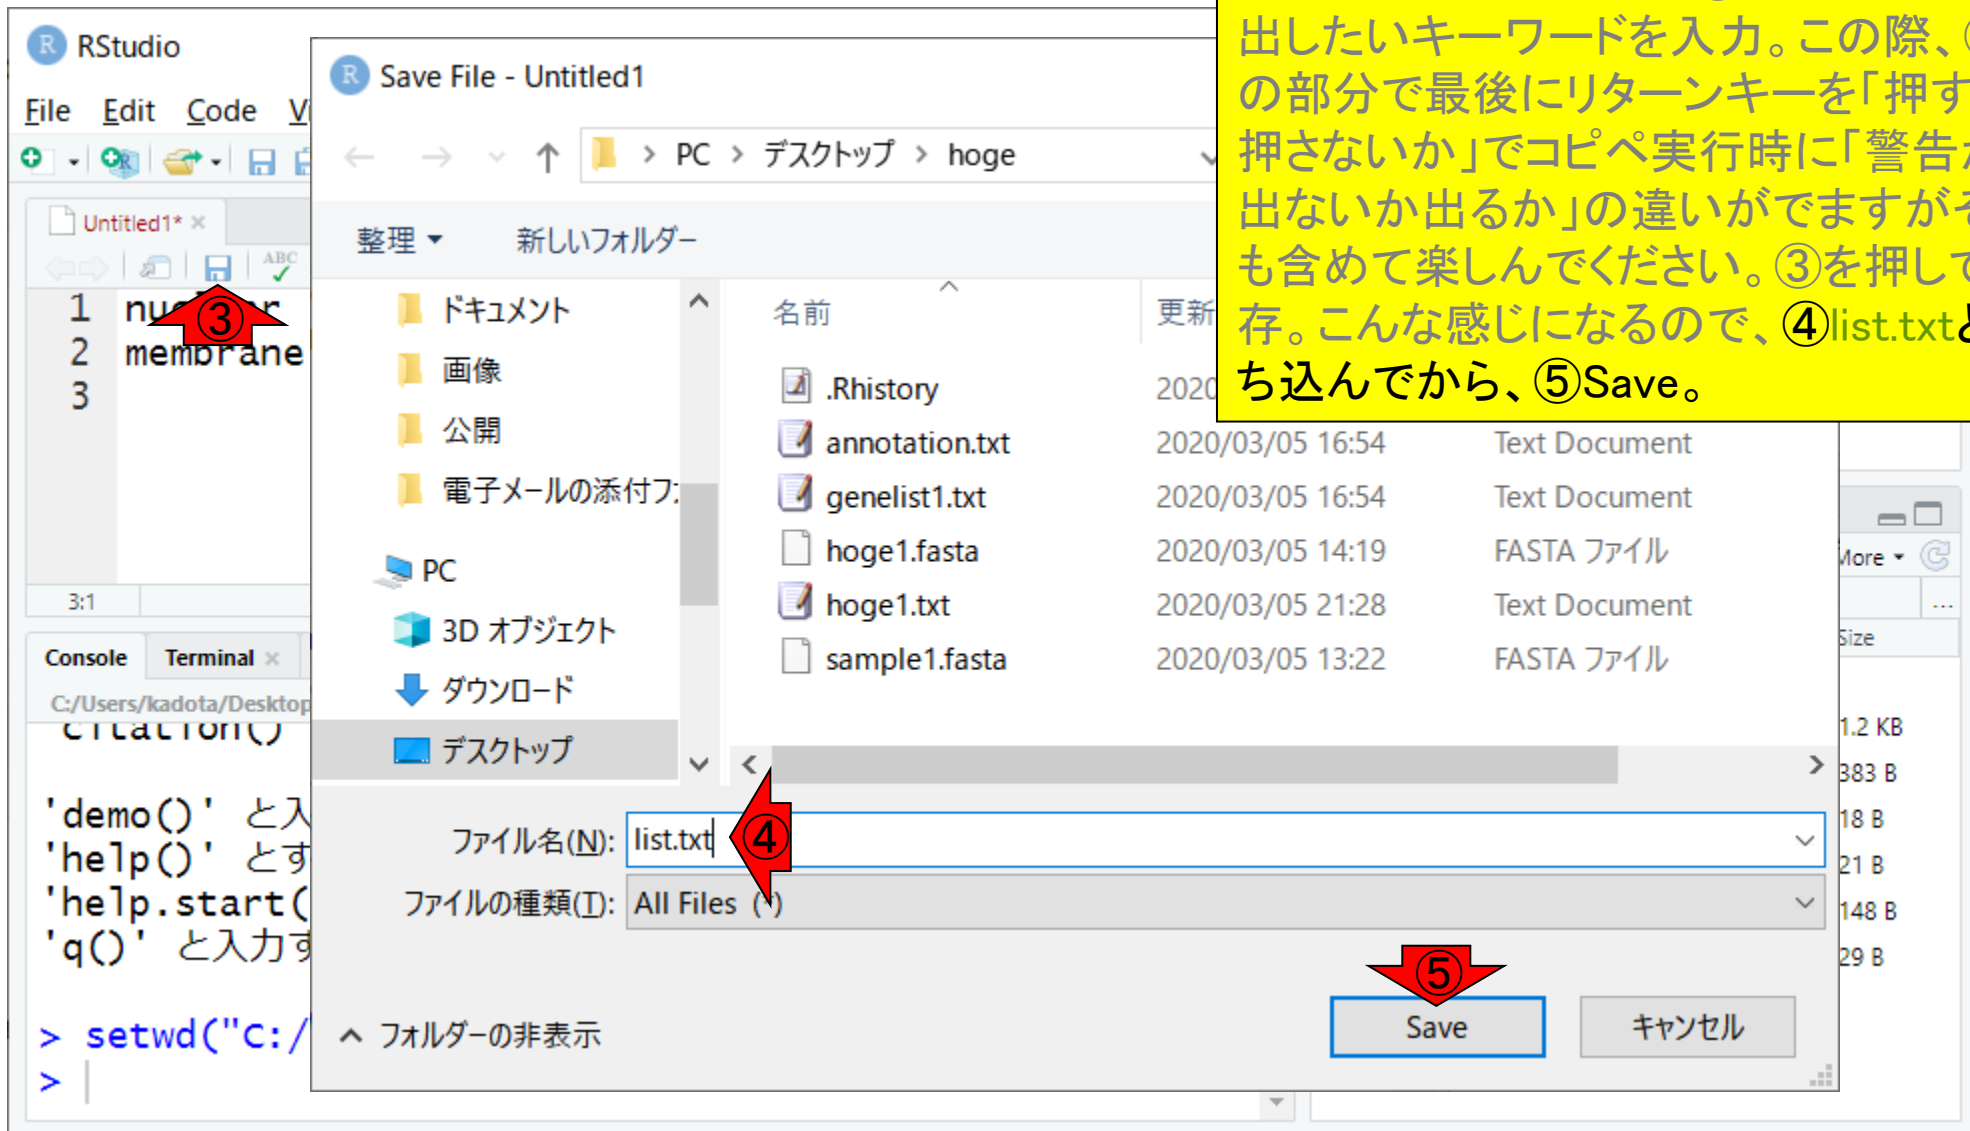 RStudio
File Edit Code
Untitled1*
ABC
③
1
2 membrane
3
3:1
Console Terminal
C:/Users/kadota/Desktop
citation()
'demo()' と入
'help()' とす
'help.start(
'q()' と入力す
> setwd("C:/
>
Save File - Untitled1
PC > デスクトップ > hoge
整理 新しいフォルダー
ドキュメント
画像
公開
電子メールの添付フ
PC
3D オブジェクト
ダウンロード
デスクトップ
名前 更新
.Rhistory 2020
annotation.txt 2020/03/05 16:54 Text Document
genelist1.txt 2020/03/05 16:54 Text Document
hoge1.fasta 2020/03/05 14:19 FASTA ファイル
hoge1.txt 2020/03/05 21:28 Text Document
sample1.fasta 2020/03/05 13:22 FASTA ファイル
ファイル名(N): list.txt
④
ファイルの種類(T): All Files (*)
⑤
フォルダーの非表示
Save キャンセル
出したいキーワードを入力。この際、
の部分で最後にリターンキーを「押す
押さないか」でコピペ実行時に「警告
出ないか出るか」の違いがでますがそ
も含めて楽しんでください。③を押して
存。こんな感じになるので、④list.txtと
ち込んでから、⑤Save。
More
...
Size
1.2 KB
383 B
18 B
21 B
148 B
29 B